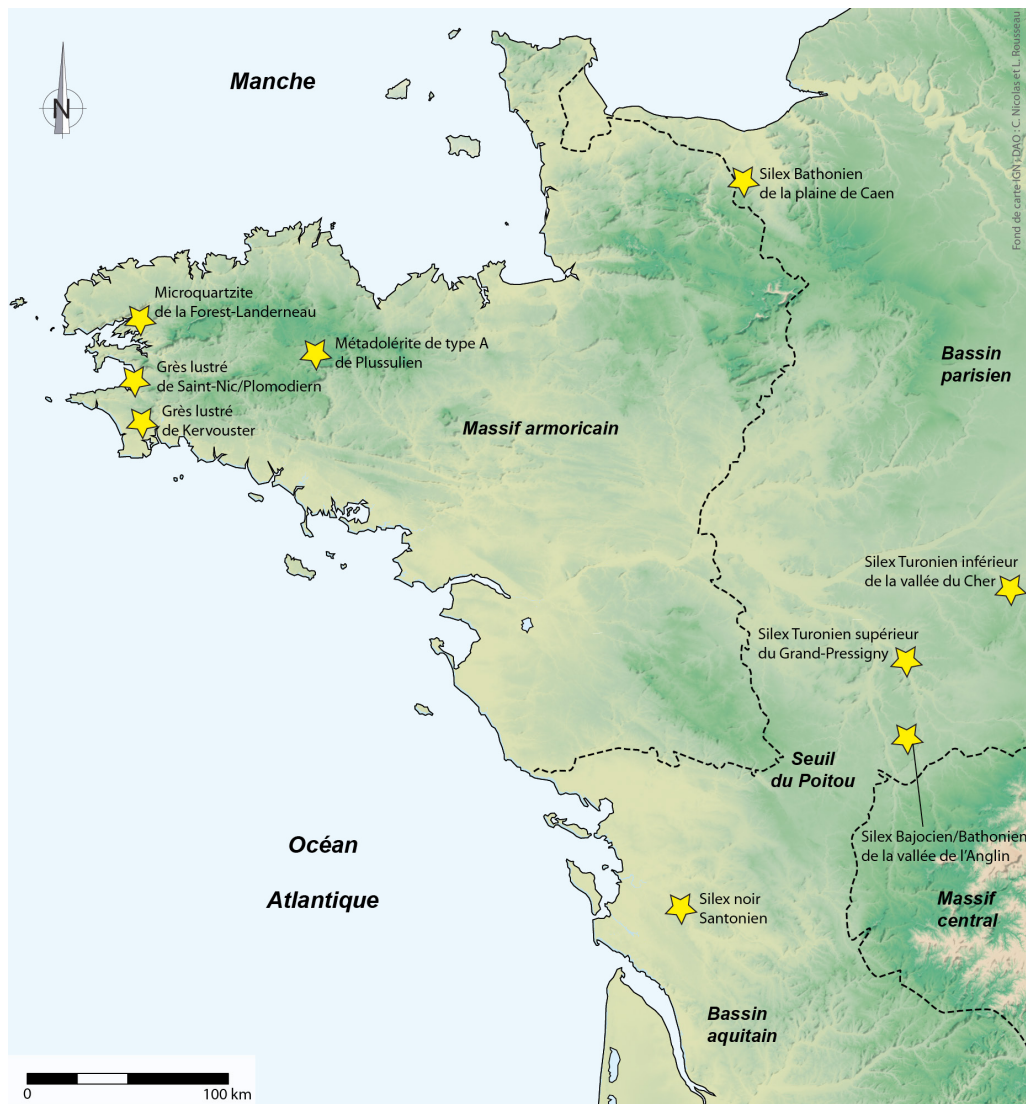 Manche
N
Fond de carte IGN ; DAO : C. Nicolas et L. Rousseau
Silex Bathonien
de la plaine de Caen
Microquartzite
de la Forest-Landerneau
Métadolérite de type A
de Plussulien
Bassin
parisien
Grès lustré
de Saint-Nic/Plomodiern
Grès lustré
de Kervouster
Massif armoricain
Silex Turonien inférieur
de la vallée du Cher
Silex Turonien supérieur
du Grand-Pressigny
Seuil
du Poitou
Océan
Atlantique
Silex Bajocien/Bathonien
de la vallée de l'Anglin
Silex noir
Santonien
Massif
central
Bassin
aquitain
0
100 km